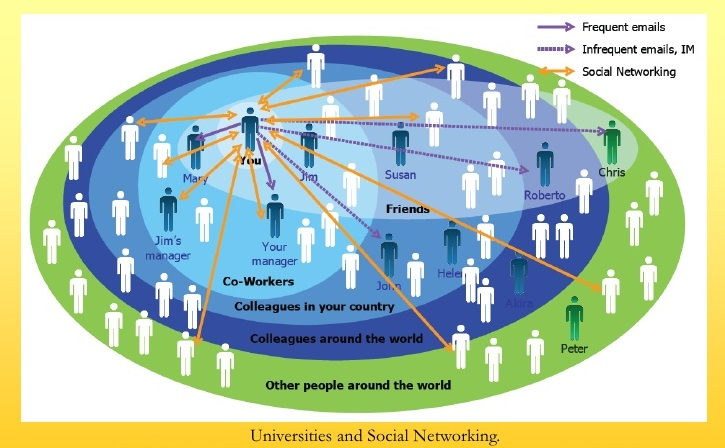 Frequent emails
Infrequent emails, IM
Social Networking
You
Mary
Jim
Susan
Chris
Roberto
Friends
Jim's
manager
Your
manager
John
Helen
Akira
Co-Workers
Colleagues in your country
Colleagues around the world
Peter
Other people around the world
Universities and Social Networking.